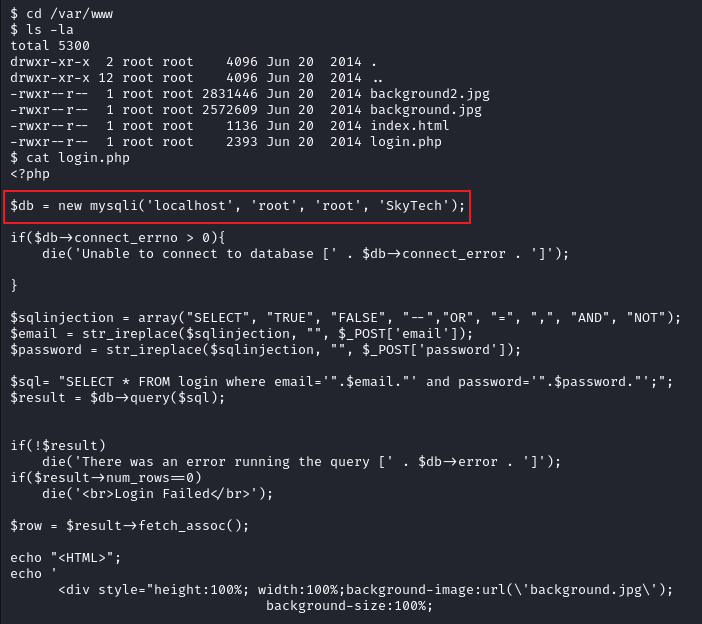 $ cd /var/www
$ ls -la
total 5300
drwxr-xr-x  2 root root    4096 Jun 20  2014 .
drwxr-xr-x 12 root root    4096 Jun 20  2014 ..
-rwxr--r--  1 root root 2831446 Jun 20  2014 background2.jpg
-rwxr--r--  1 root root 2572609 Jun 20  2014 background.jpg
-rwxr--r--  1 root root    1136 Jun 20  2014 index.html
-rwxr--r--  1 root root    2393 Jun 20  2014 login.php
$ cat login.php
<?php
$db = new mysqli('localhost', 'root', 'root', 'SkyTech');
if($db->connect_errno > 0){
    die('Unable to connect to database [' . $db->connect_error . ']');
}
$sqlinjection = array("SELECT", "TRUE", "FALSE", "--","OR", "=", ",", "AND", "NOT");
$email = str_ireplace($sqlinjection, "", $_POST['email']);
$password = str_ireplace($sqlinjection, "", $_POST['password']);
$sql= "SELECT * FROM login where email='".$email."' and password='".$password."';";
$result = $db->query($sql);
if(!$result)
    die('There was an error running the query [' . $db->error . ']');
if($result->num_rows==0)
    die('<br>Login Failed</br>');
$row = $result->fetch_assoc();
echo "<HTML>";
echo '
      <div style="height:100%; width:100%;background-image:url(\'background.jpg\');
                                background-size:100%;